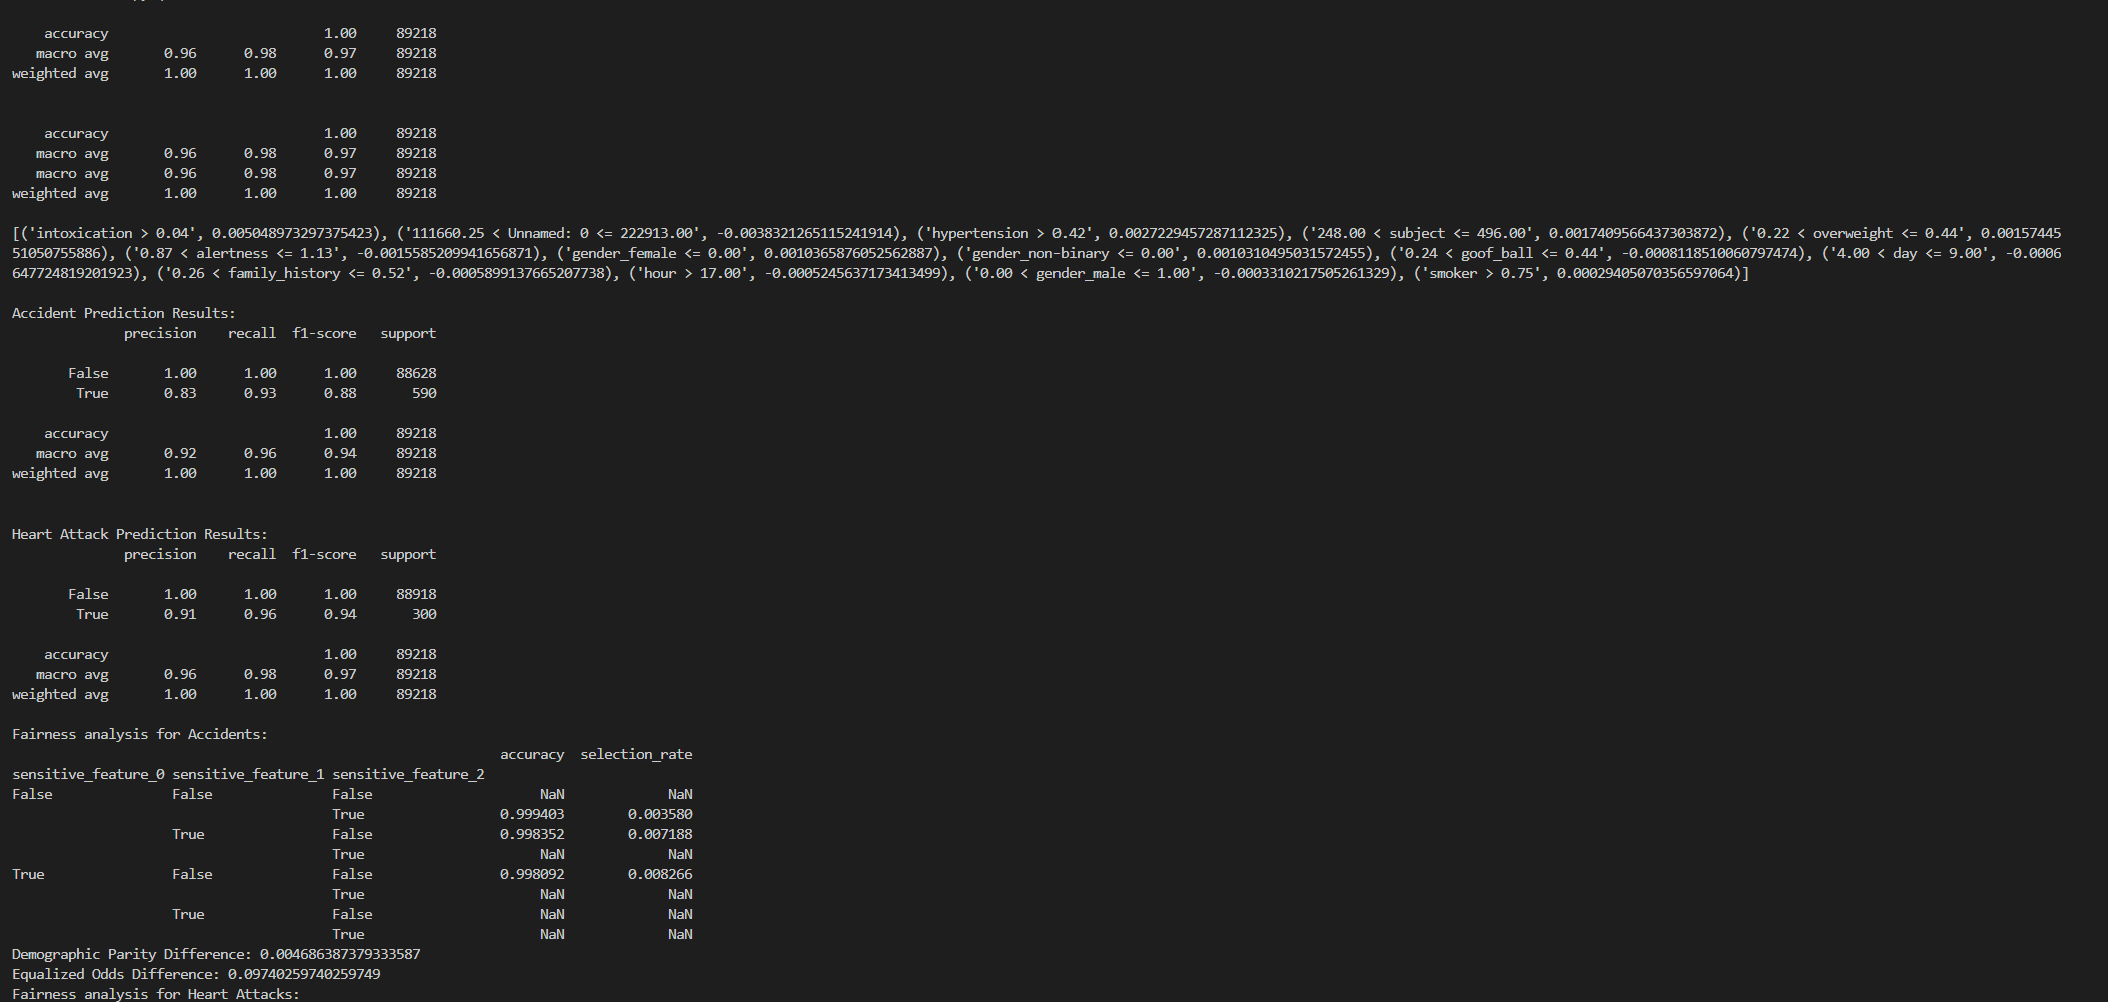 accuracy 1.00 89218
macro avg 0.96 0.98 0.97 89218
weighted avg 1.00 1.00 1.00 89218
accuracy 1.00 89218
macro avg 0.96 0.98 0.97 89218
macro avg 0.96 0.98 0.97 89218
weighted avg 1.00 1.00 1.00 89218
[('intoxication > 0.04', 0.005048973297375423), ('111660.25 < Unnamed: 0 <= 222913.00', -0.0038321265115241914), ('hypertension > 0.42', 0.0027229457287112325), ('248.00 < subject <= 496.00', 0.0017409566437303872), ('0.22 < overweight <= 0.44', 0.00157445
51050755886), ('0.87 < alertness <= 1.13', -0.0015585209941656871), ('gender_female <= 0.00', 0.0010365876052562887), ('gender_non-binary <= 0.00', 0.0010310495031572455), ('0.24 < goof_ball <= 0.44', -0.0008118510060797474), ('4.00 < day <= 9.00', -0.0006
647724819201923), ('0.26 < family_history <= 0.52', -0.0005899137665207738), ('hour > 17.00', -0.0005245637173413499), ('0.00 < gender_male <= 1.00', -0.0003310217505261329), ('smoker > 0.75', 0.00029405070356597064)]
Accident Prediction Results:
precision recall f1-score support
False 1.00 1.00 1.00 88628
True 0.83 0.93 0.88 590
accuracy 1.00 89218
macro avg 0.92 0.96 0.94 89218
weighted avg 1.00 1.00 1.00 89218
Heart Attack Prediction Results:
precision recall f1-score support
False 1.00 1.00 1.00 88918
True 0.91 0.96 0.94 300
accuracy 1.00 89218
macro avg 0.96 0.98 0.97 89218
weighted avg 1.00 1.00 1.00 89218
Fairness analysis for Accidents:
accuracy selection_rate
sensitive_feature_0 sensitive_feature_1 sensitive_feature_2
False False False NaN NaN
True 0.999403 0.003580
True False 0.998352 0.007188
True NaN NaN
True False False 0.998092 0.008266
True NaN NaN
True False NaN NaN
True NaN NaN
Demographic Parity Difference: 0.004686387379333587
Equalized Odds Difference: 0.09740259740259749
Fairness analysis for Heart Attacks: